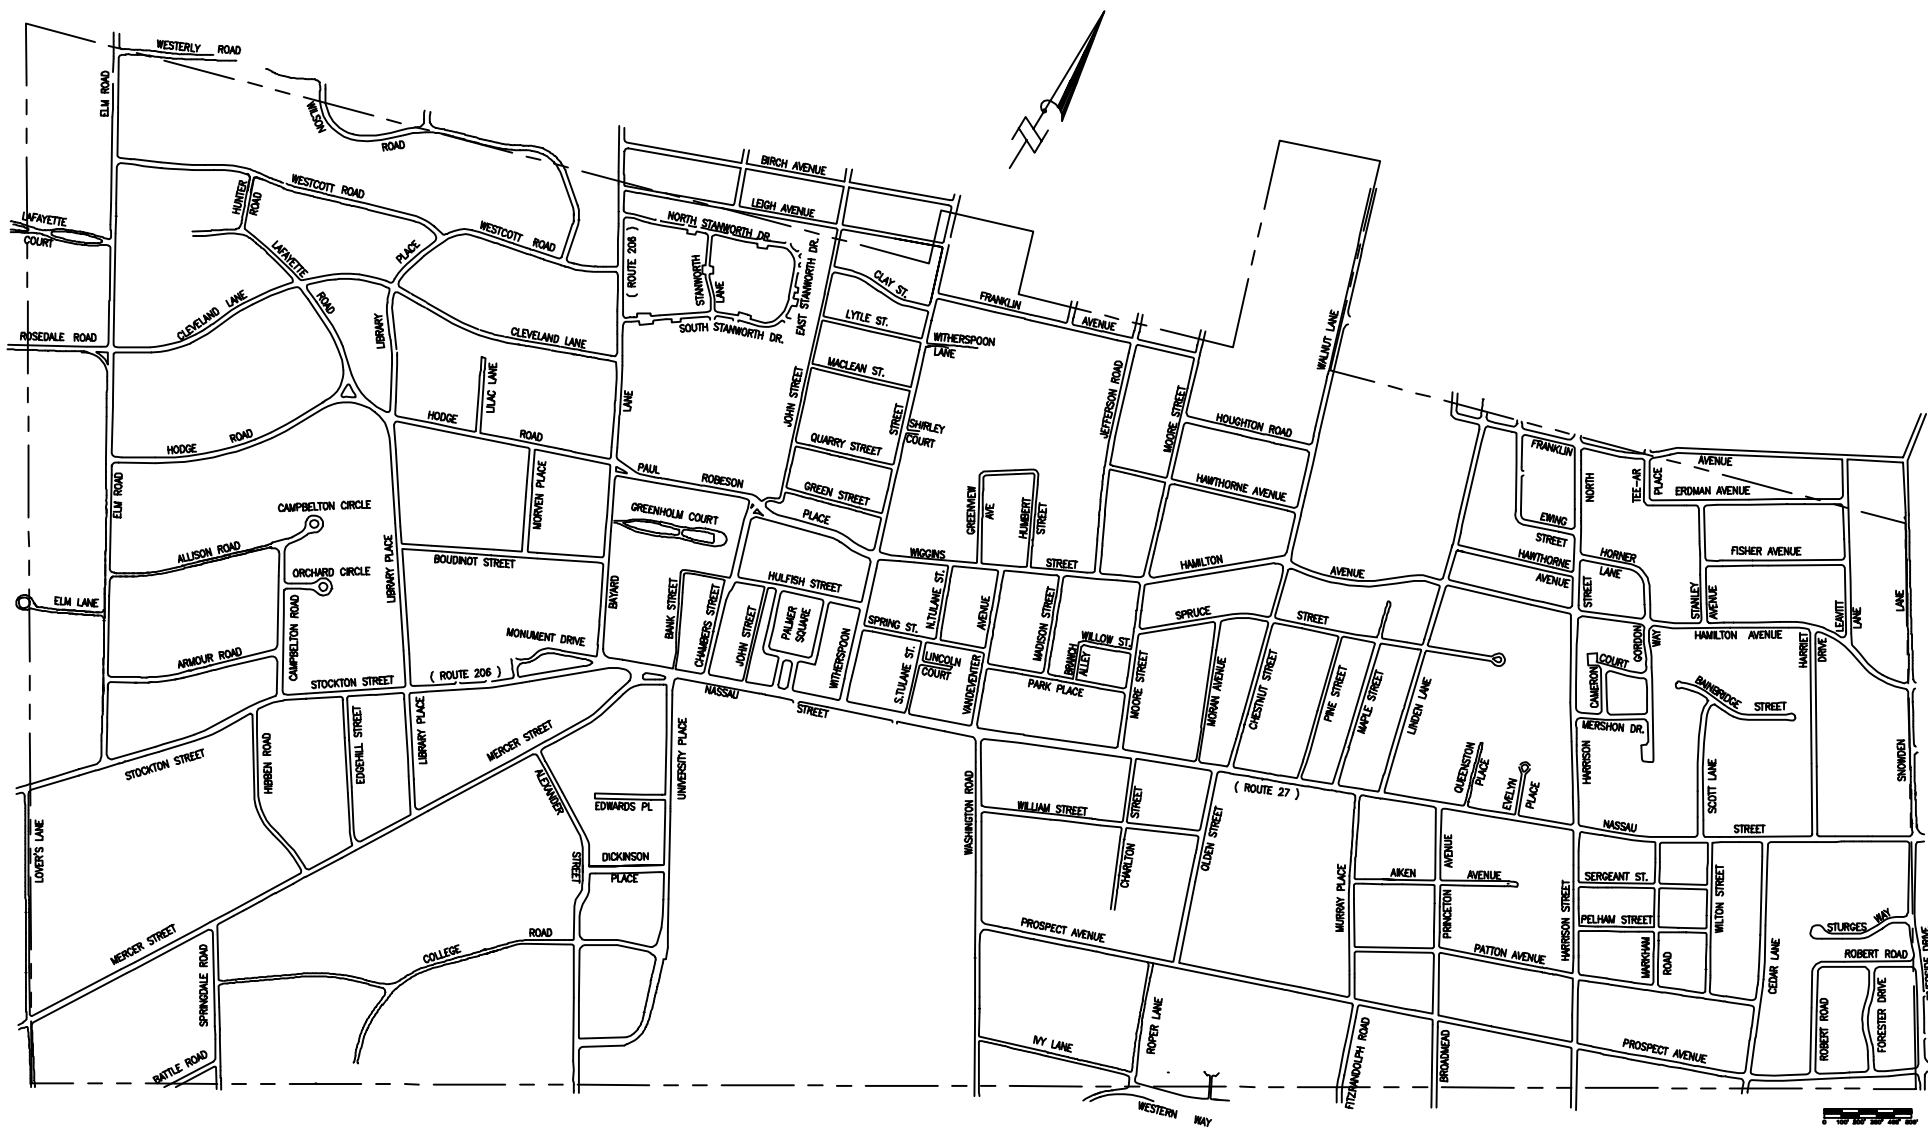 WESTERLY ROAD
ELM ROAD
WILSON
ROAD
BIRCH AVENUE
LEIGH AVENUE
HUNTER
ROAD
WESTCOTT ROAD
LAFAYETTE
COURT
LAFAYETTE
ROAD
PLACE
WESTCOTT ROAD
( ROUTE 206 )
NORTH STANWORTH DR.
STANWORTH
LANE
EAST STANWORTH DR.
SOUTH STANWORTH DR.
CLAY ST.
LYTLE ST.
FRANKLIN
AVENUE
WITHERSPOON
LANE
MACLEAN ST.
ROSEDALE ROAD
CLEVELAND LANE
LIBRARY
CLEVELAND LANE
LILAC LANE
LANE
JOHN STREET
STREET
SHIRLEY
COURT
JEFFERSON ROAD
MOORE STREET
WALNUT LANE
HOUGHTON ROAD
HODGE ROAD
HODGE
ROAD
QUARRY STREET
PAUL
ROBESON
PLACE
GREEN STREET
HAWTHORNE AVENUE
FRANKLIN
AVENUE
NORTH
TEE-AR
PLACE
ERDMAN AVENUE
ELM ROAD
CAMPBELTON CIRCLE
MORVEN PLACE
GREENHOLM COURT
GREENVIEW
AVE
HUMBERT
STREET
EWING
STREET
ALLISON ROAD
LIBRARY PLACE
BOUDINOT STREET
WIGGINS
STREET
HAMILTON
AVENUE
HAWTHORNE
AVENUE
HORNER
LANE
FISHER AVENUE
ORCHARD CIRCLE
ELM LANE
CAMPBELTON ROAD
BAYARD
BANK STREET
CHAMBERS STREET
HULFISH STREET
JOHN STREET
PALMER
SQUARE
WITHERSPOON
SPRING ST.
N.TULANE ST.
AVENUE
MADISON STREET
WILLOW ST.
SPRUCE
STREET
STREET
STANLEY
AVENUE
LEAVITT
LANE
LANE
ARMOUR ROAD
MONUMENT DRIVE
STOCKTON STREET
( ROUTE 206 )
NASSAU
STREET
S.TULANE ST.
LINCOLN
COURT
VANDEVENTER
BRANCH
ALLEY
PARK PLACE
MOORE STREET
MORAN AVENUE
CHESTNUT STREET
PINE STREET
MAPLE STREET
LINDEN LANE
GORDON
WAY
HAMILTON AVENUE
HARRIET
DRIVE
CAMERON
COURT
BAINBRIDGE STREET
MERSHON DR.
STOCKTON STREET
HIBBEN ROAD
EDGEHILL STREET
LIBRARY PLACE
MERCER STREET
UNIVERSITY PLACE
ALEXANDER
STREET
EDWARDS PL
WASHINGTON ROAD
WILLIAM STREET
STREET
CHARLTON
OLDEN STREET
( ROUTE 27 )
QUEENSTON
PLACE
EVELYN
PLACE
HARRISON
SCOTT LANE
SNOWDEN
NASSAU
STREET
LOVER'S LANE
DICKINSON
PLACE
MURRAY PLACE
AIKEN
AVENUE
AVENUE
PRINCETON
HARRISON STREET
SERGEANT ST.
PELHAM STREET
WILTON STREET
MERCER STREET
SPRINGDALE ROAD
COLLEGE
ROAD
PROSPECT AVENUE
PATTON AVENUE
MARKHAM
ROAD
CEDAR LANE
STURGES WAY
ROBERT ROAD
ROBERT ROAD
FORESTER DRIVE
BATTLE ROAD
IVY LANE
ROPER LANE
WESTERN WAY
FITZRANDOLPH ROAD
BROADMEAD
PROSPECT AVENUE